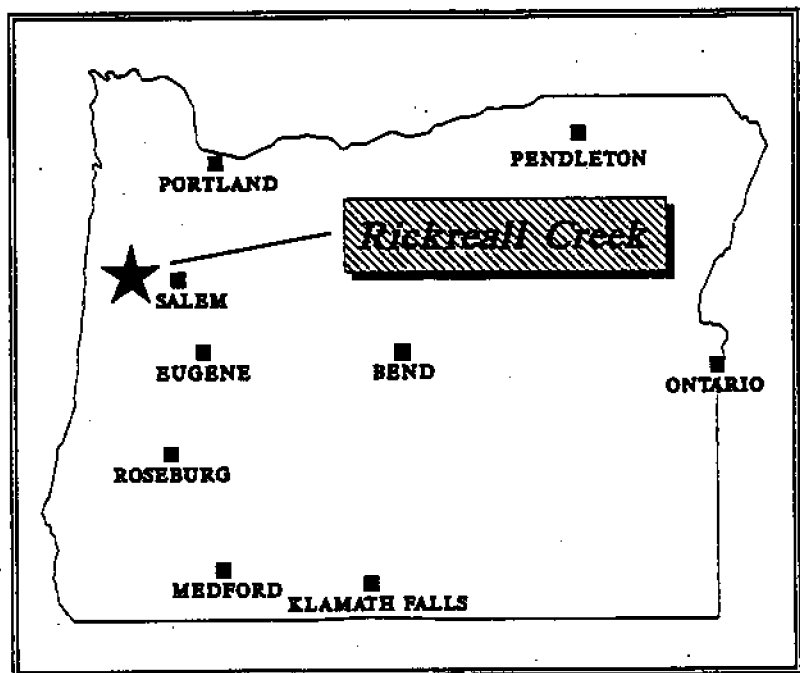 PENDLETON
PORTLAND
Rickreall Creek
SALEM
EUGENE
BEND
ONTARIO
ROSEBURG
MEDFORD
KLAMATH FALLS